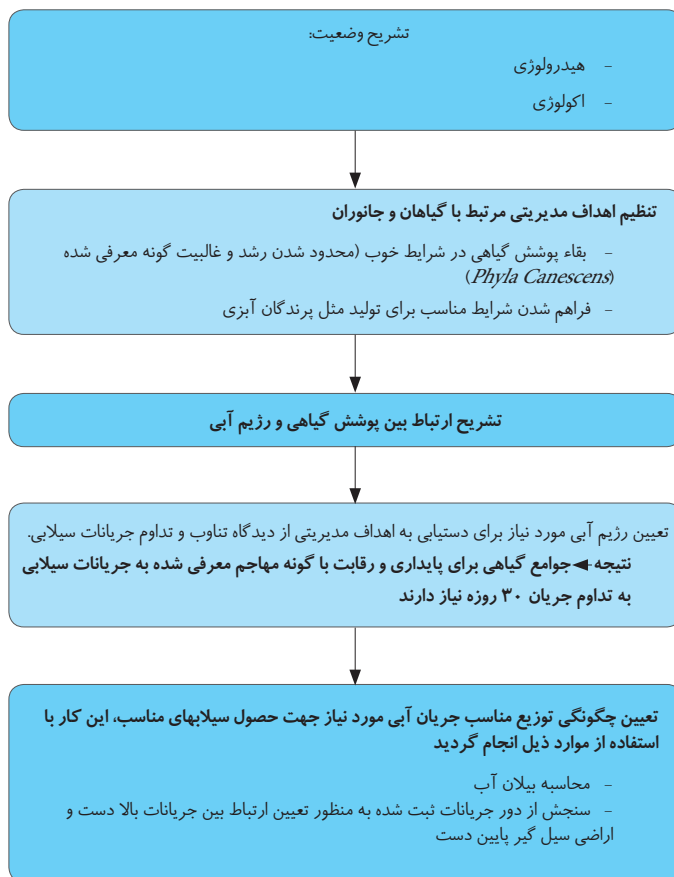 تشریح وضعیت:
- هیدرولوژی
- اکولوژی
تنظیم اهداف مدیریتی مرتبط با گیاهان و جانوران
- بقاء پوشش گیاهی در شرایط خوب (محدود شدن رشد و غالبیت گونه معرفی شده
(Phyla Canescens)
- فراهم شدن شرایط مناسب برای تولید مثل پرندگان آبزی
تشریح ارتباط بین پوشش گیاهی و رژیم آبی
تعیین رژیم آبی مورد نیاز برای دستیابی به اهداف مدیریتی از دیدگاه تناوب و تداوم جریانات سیلابی.
نتیجه ◄ جوامع گیاهی برای پایداری و رقابت با گونه مهاجم معرفی شده به جریانات سیلابی
به تداوم جریان ۳۰ روزه نیاز دارند
تعیین چگونگی توزیع مناسب جریان آبی مورد نیاز جهت حصول سیلابهای مناسب، این کار با
استفاده از موارد ذیل انجام گردید
- محاسبه بیلان آب
- سنجش از دور جریانات ثبت شده به منظور تعیین ارتباط بین جریانات بالا دست و
اراضی سیل گیر پایین دست